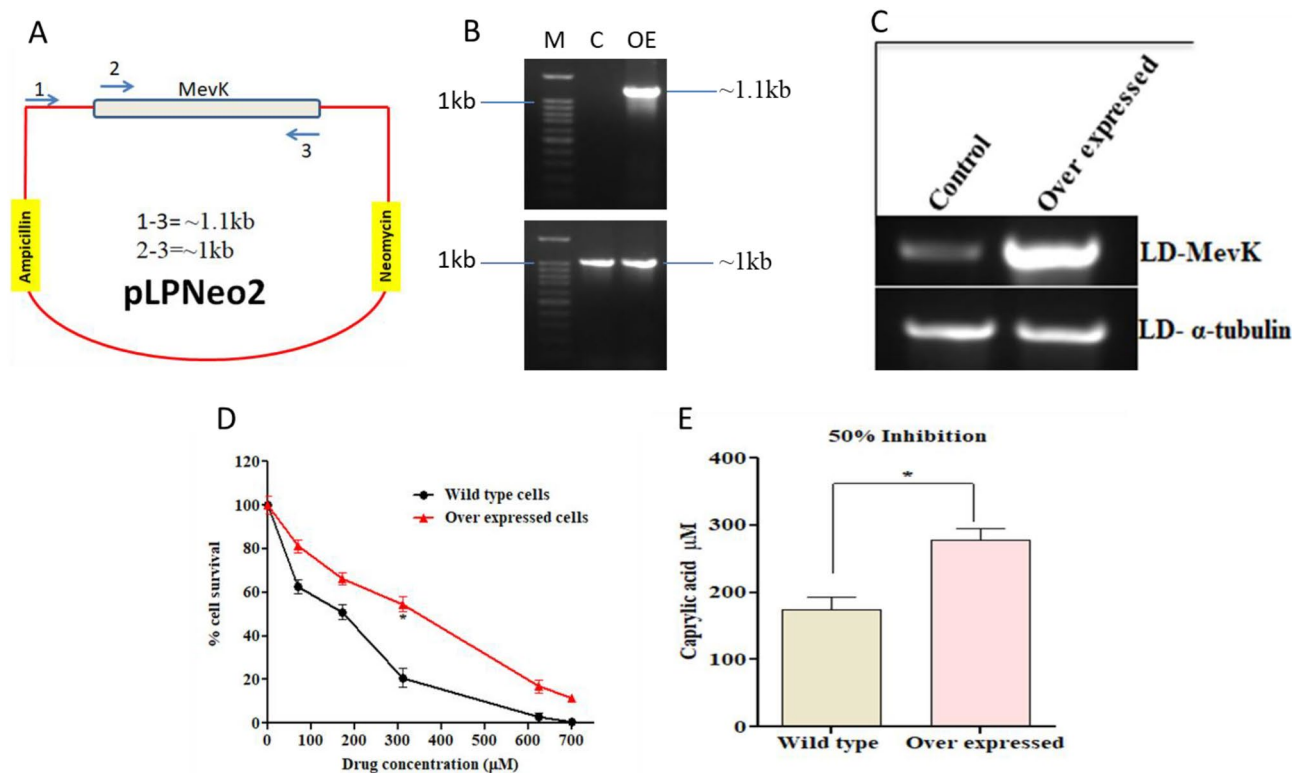 A
1
2
MevK
3
Ampicillin
Neomycin
1-3= ~1.1kb
2-3=~1kb
pLPNeo2
B
M C OE
1kb
~1.1kb
1kb
~1kb
C
Control
Over expressed
LD-MevK
LD- α-tubulin
D
120
100
80
60
40
20
0
% cell survival
Wild type cells
Over expressed cells
*
0 100 200 300 400 500 600 700
Drug concentration (μM)
E
50% Inhibition
400
300
200
100
0
Caprylic acid μM
*
Wild type Over expressed